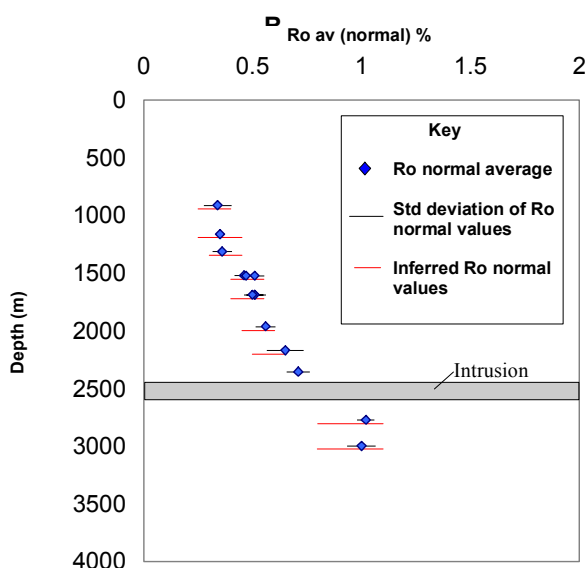 Ro av (normal) %
0 0.5 1 1.5 2
0
500
1000
1500
2000
2500
3000
3500
4000
Depth (m)
Key
Ro normal average
Std deviation of Ro
normal values
Inferred Ro normal
values
Intrusion